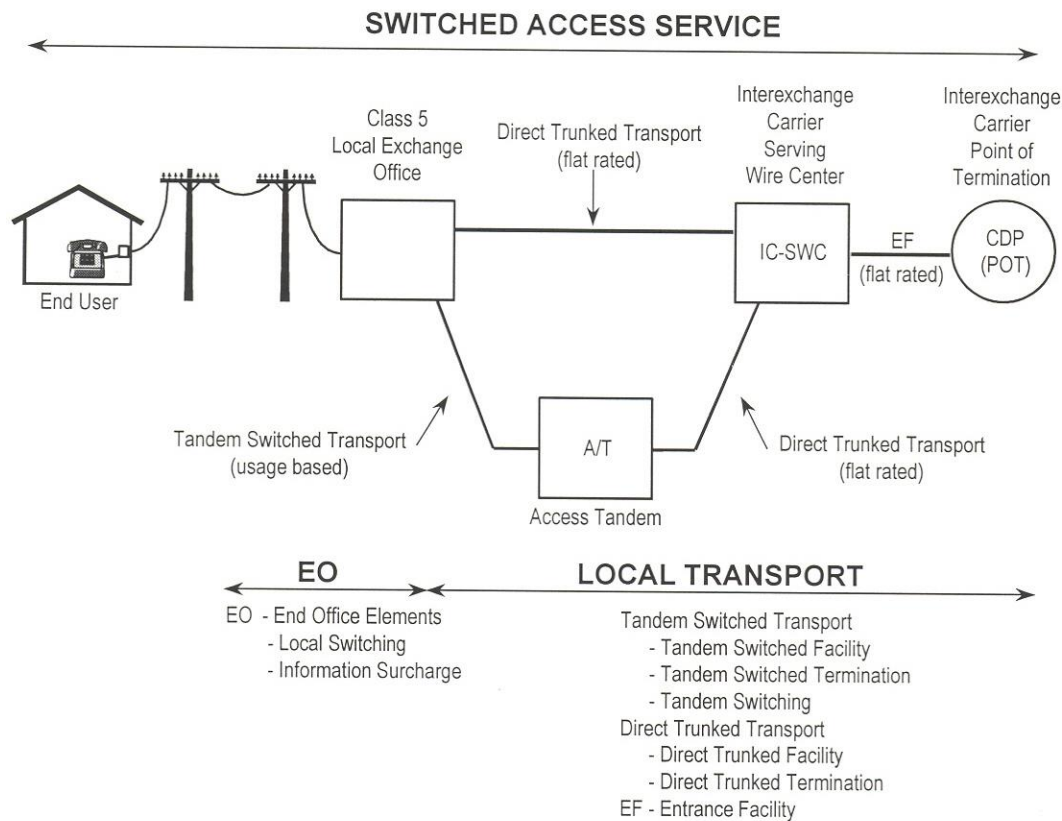 SWITCHED ACCESS SERVICE
Class 5
Local Exchange
Office
Direct Trunked Transport
(flat rated)
Interexchange
Carrier
Serving
Wire Center
Interexchange
Carrier
Point of
Termination
End User
IC-SWC
EF
(flat rated)
CDP
(POT)
Tandem Switched Transport
(usage based)
A/T
Access Tandem
Direct Trunked Transport
(flat rated)
EO
LOCAL TRANSPORT
EO - End Office Elements
- Local Switching
- Information Surcharge
Tandem Switched Transport
- Tandem Switched Facility
- Tandem Switched Termination
- Tandem Switching
Direct Trunked Transport
- Direct Trunked Facility
- Direct Trunked Termination
EF - Entrance Facility